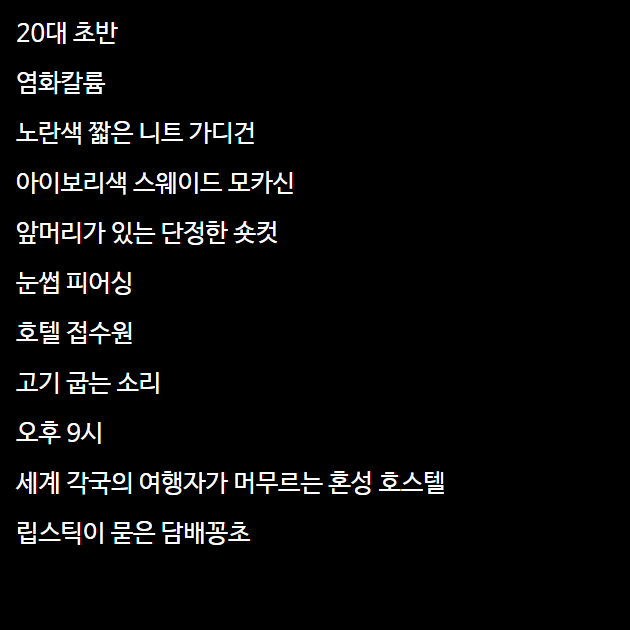 20대 초반
염화칼륨
노란색 짧은 니트 가디건
아이보리색 스웨이드 모카신
앞머리가 있는 단정한 숏컷
눈썹 피어싱
호텔 접수원
고기 굽는 소리
오후 9시
세계 각국의 여행자가 머무르는 혼성 호스텔
립스틱이 묻은 담배꽁초